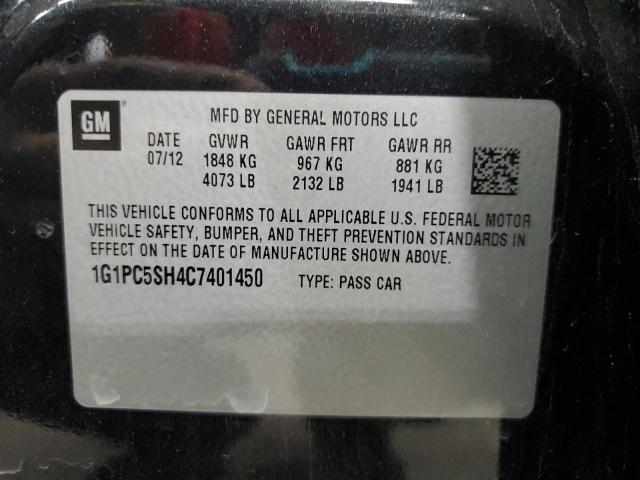 GM ®
MFD BY GENERAL MOTORS LLC
DATE GVWR GAWR FRT GAWR RR
07/12 1848 KG 967 KG 881 KG
4073 LB 2132 LB 1941 LB
THIS VEHICLE CONFORMS TO ALL APPLICABLE U.S. FEDERAL MOTOR
VEHICLE SAFETY, BUMPER, AND THEFT PREVENTION STANDARDS IN
EFFECT ON THE DATE OF MANUFACTURE SHOWN ABOVE.
1G1PC5SH4C7401450 TYPE: PASS CAR